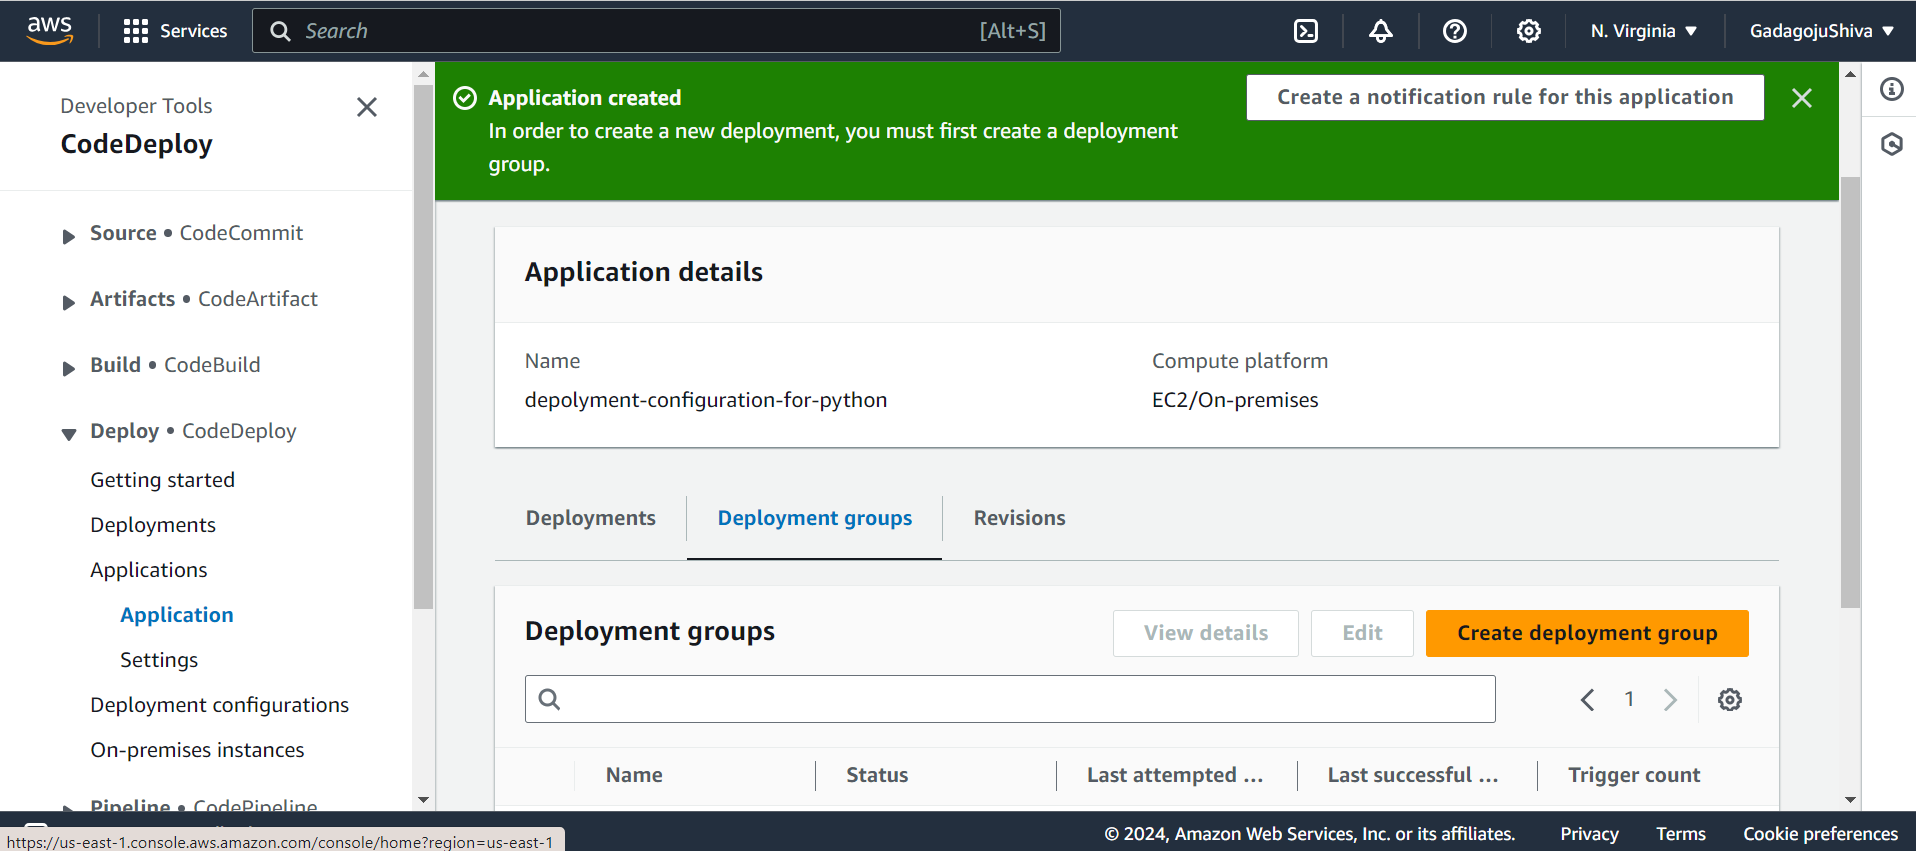 aws
Services
Search
[Alt+S]
N. Virginia
GadagojuShiva
Developer Tools
CodeDeploy
Source • CodeCommit
Artifacts • CodeArtifact
Build • CodeBuild
Deploy • CodeDeploy
Getting started
Deployments
Applications
Application
Settings
Deployment configurations
On-premises instances
Pipeline • CodePipeline
Application created
In order to create a new deployment, you must first create a deployment
group.
Create a notification rule for this application
Application details
Name
depolyment-configuration-for-python
Compute platform
EC2/On-premises
Deployments
Deployment groups
Revisions
Deployment groups
View details
Edit
Create deployment group
1
Name
Status
Last attempted ...
Last successful ...
Trigger count
https://us-east-1.console.aws.amazon.com/console/home?region=us-east-1
© 2024, Amazon Web Services, Inc. or its affiliates.
Privacy
Terms
Cookie preferences